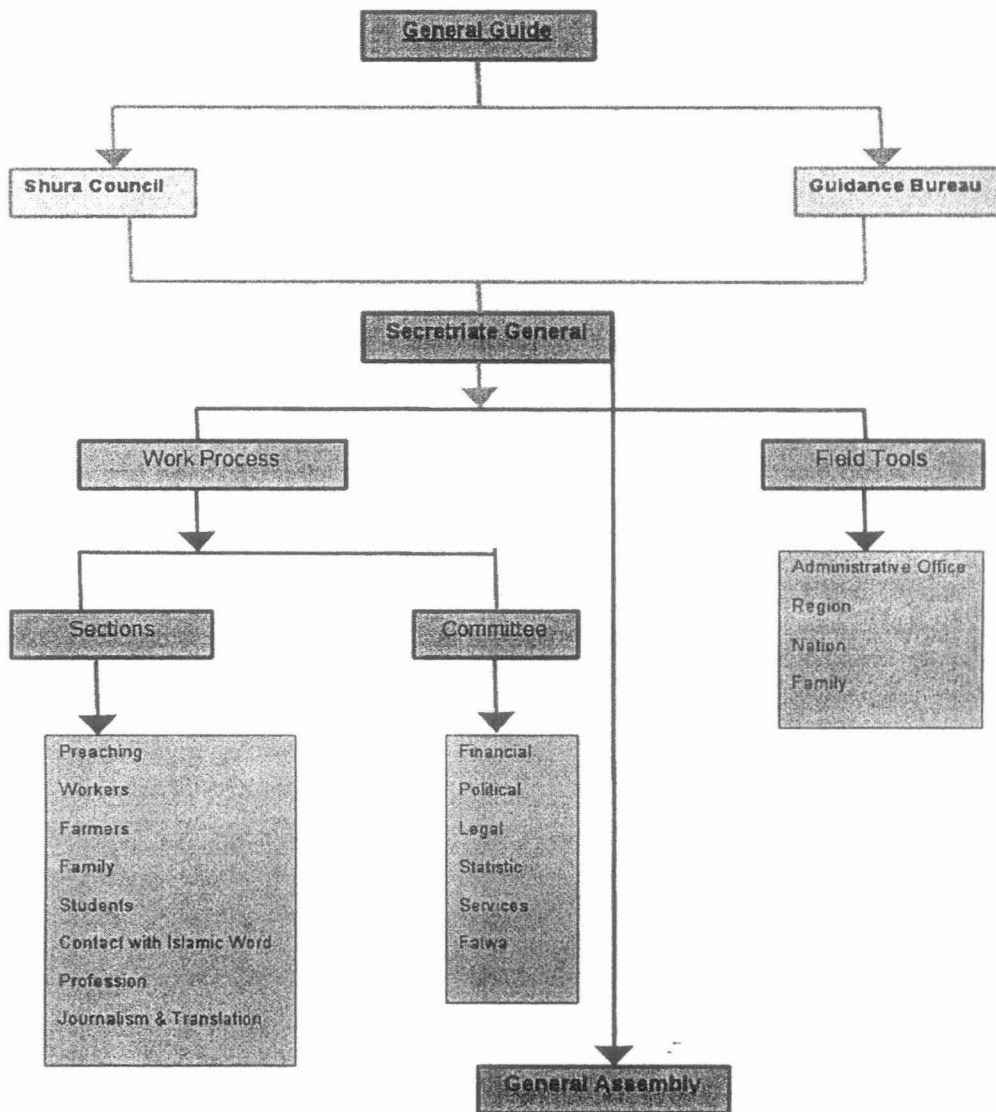 General Guide
Shura Council
Guidance Bureau
Secretriate General
Work Process
Field Tools
Administrative Office
Region
Nation
Family
Sections
Committee
Preaching
Workers
Farmers
Family
Students
Contact with Islamic Word
Profession
Journalism & Translation
Financial
Political
Legal
Statistic
Services
Fatwa
General Assembly